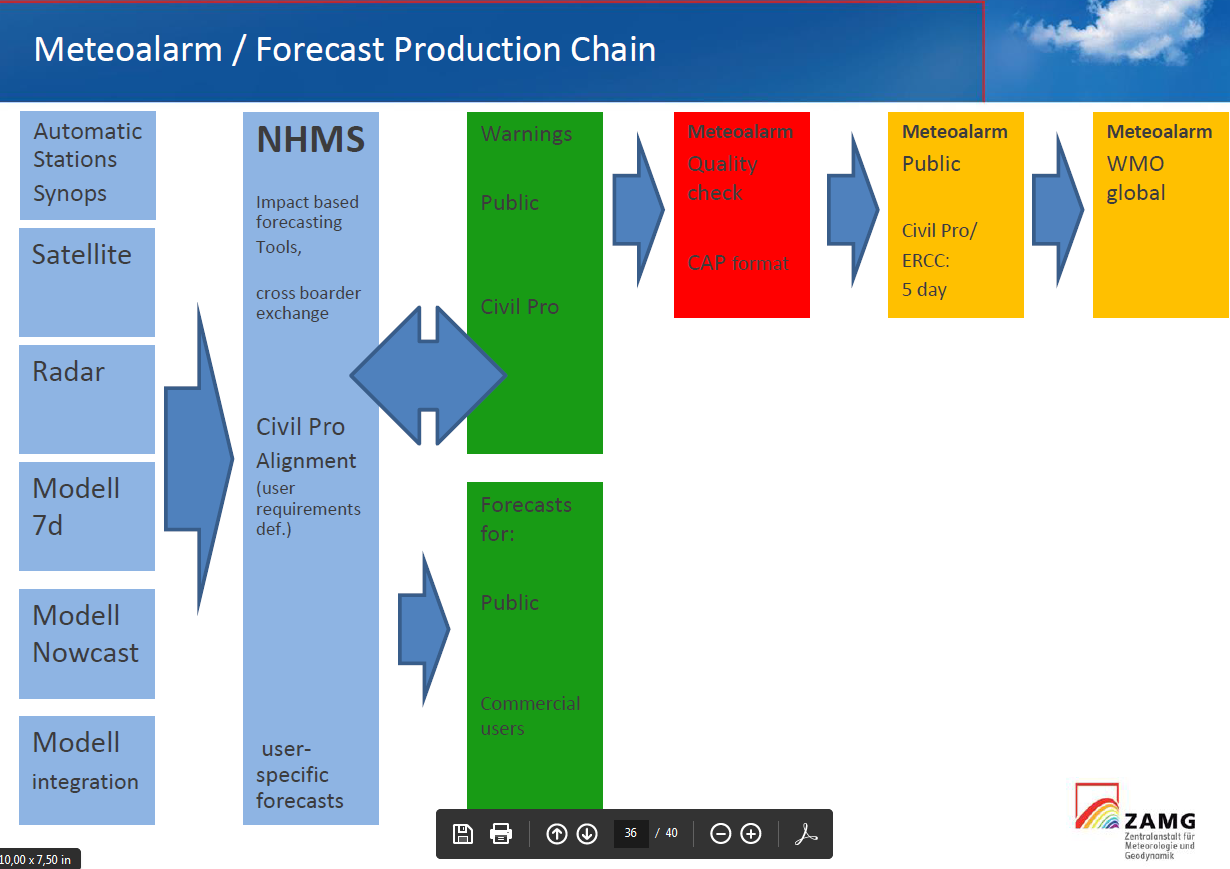 Meteoalarm / Forecast Production Chain
Automatic
Stations
Synops
Satellite
Radar
Modell
7d
Modell
Nowcast
Modell
integration
NHMS
Impact based
forecasting
Tools,
cross boarder
exchange
Civil Pro
Alignment
(user
requirements
def.)
user-
specific
forecasts
Warnings
Public
Civil Pro
Forecasts
for:
Public
Commercial
users
Meteoalarm
Quality
check
CAP format
Meteoalarm
Public
Civil Pro/
ERCC:
5 day
Meteoalarm
WMO
global
36 / 40
10,00 x 7,50 in
ZAMG
Zentralanstalt für
Meteorologie und
Geodynamik